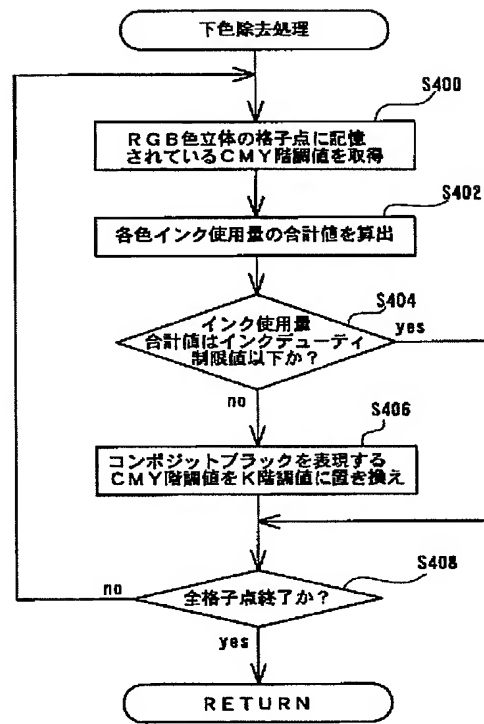 下色除去処理
S400
RGB色立体の格子点に記憶
されているCMY階調値を取得
S402
各色インク使用量の合計値を算出
S404
インク使用量
合計値はインクデューティ
制限値以下か？
yes
no
S406
コンポジットブラックを表現する
CMY階調値をK階調値に置き換え
S408
全格子点終了か？
no
yes
RETURN